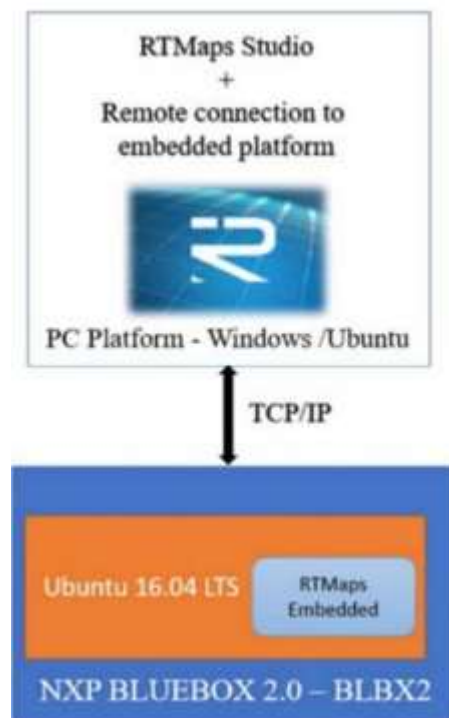 RTMaps Studio
+
Remote connection to
embedded platform
PC Platform - Windows /Ubuntu
TCP/IP
Ubuntu 16.04 LTS
RTMaps
Embedded
NXP BLUEBOX 2.0 – BLBX2